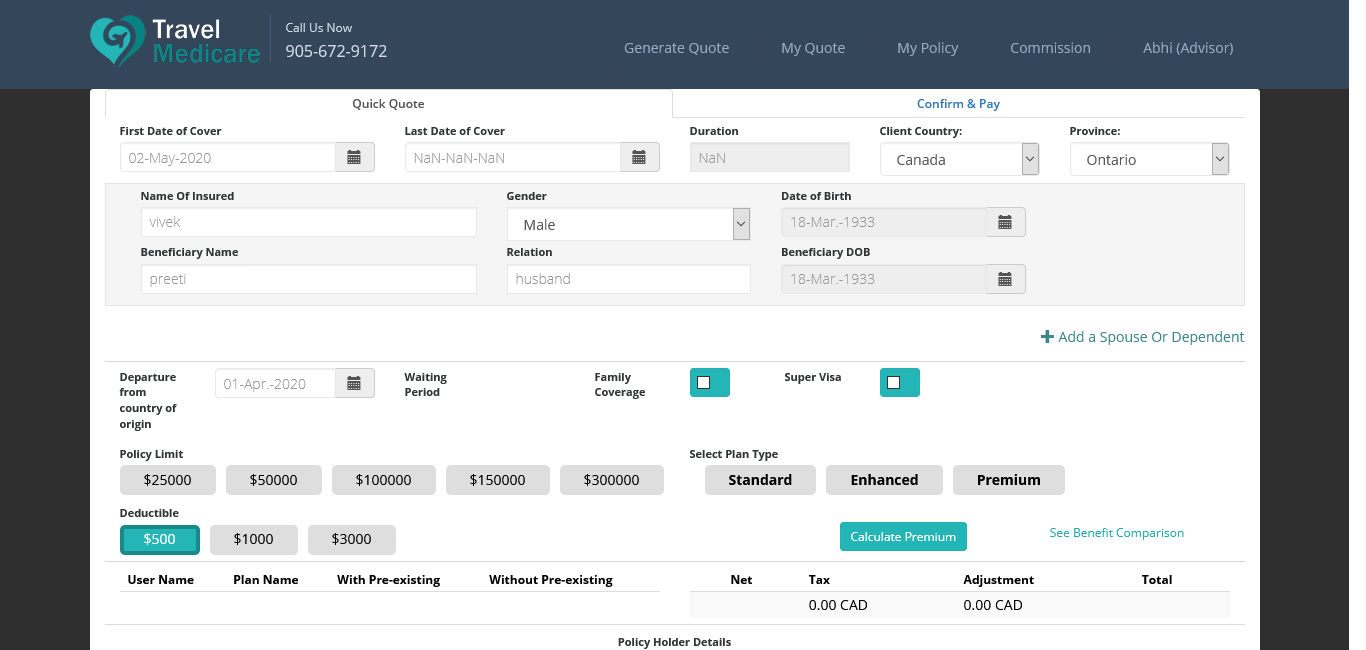 Travel
Medicare
Call Us Now
905-672-9172
Generate Quote My Quote My Policy Commission Abhi (Advisor)
Quick Quote Confirm & Pay
First Date of Cover Last Date of Cover Duration Client Country: Province:
02-May-2020 NaN-NaN-NaN NaN Canada Ontario
Name Of Insured Gender Date of Birth
vivek Male 18-Mar.-1933
Beneficiary Name Relation Beneficiary DOB
preeti husband 18-Mar.-1933
Add a Spouse Or Dependent
Departure
from
country of
origin
01-Apr.-2020
Waiting
Period
Family
Coverage
Super Visa
Policy Limit Select Plan Type
$25000 $50000 $100000 $150000 $300000 Standard Enhanced Premium
Deductible
$500 $1000 $3000 Calculate Premium See Benefit Comparison
User Name Plan Name With Pre-existing Without Pre-existing Net Tax Adjustment Total
0.00 CAD 0.00 CAD
Policy Holder Details